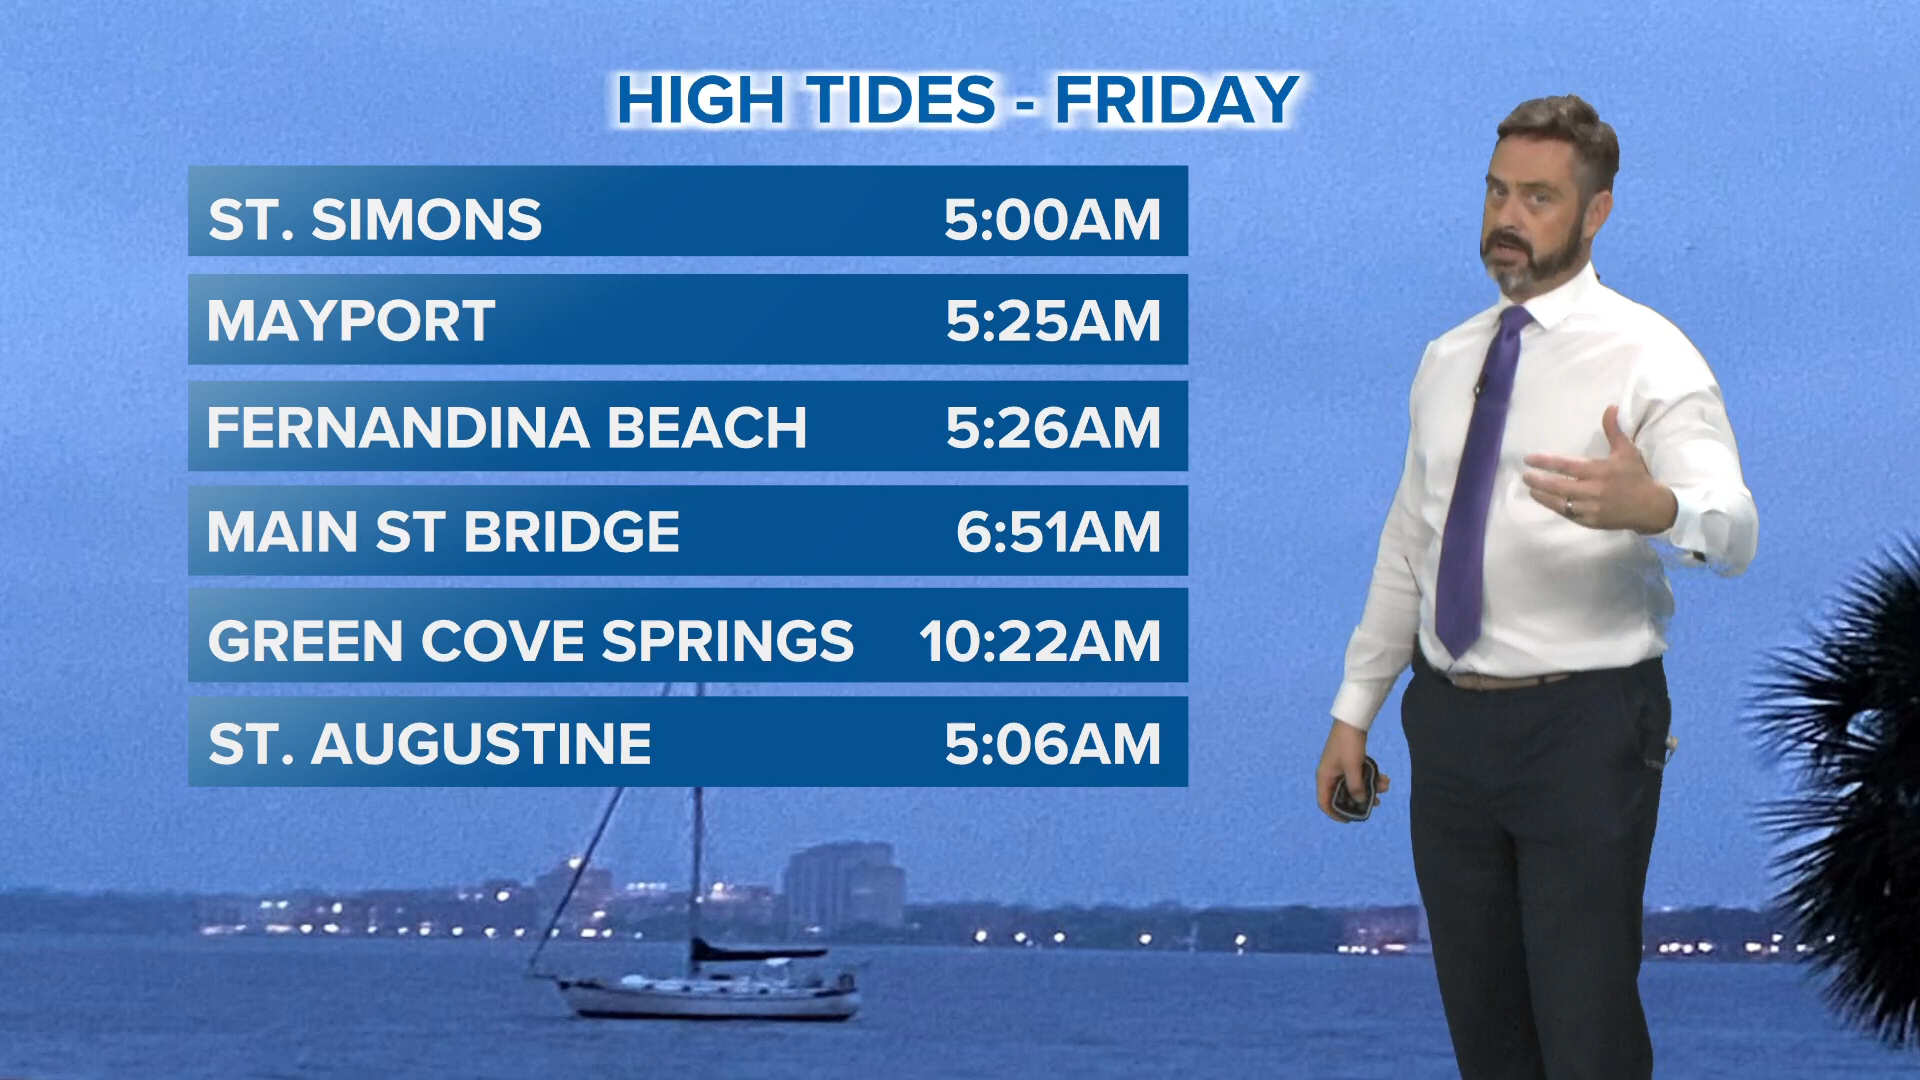 HIGH TIDES - FRIDAY
ST. SIMONS 5:00AM
MAYPORT 5:25AM
FERNANDINA BEACH 5:26AM
MAIN ST BRIDGE 6:51AM
GREEN COVE SPRINGS 10:22AM
ST. AUGUSTINE 5:06AM